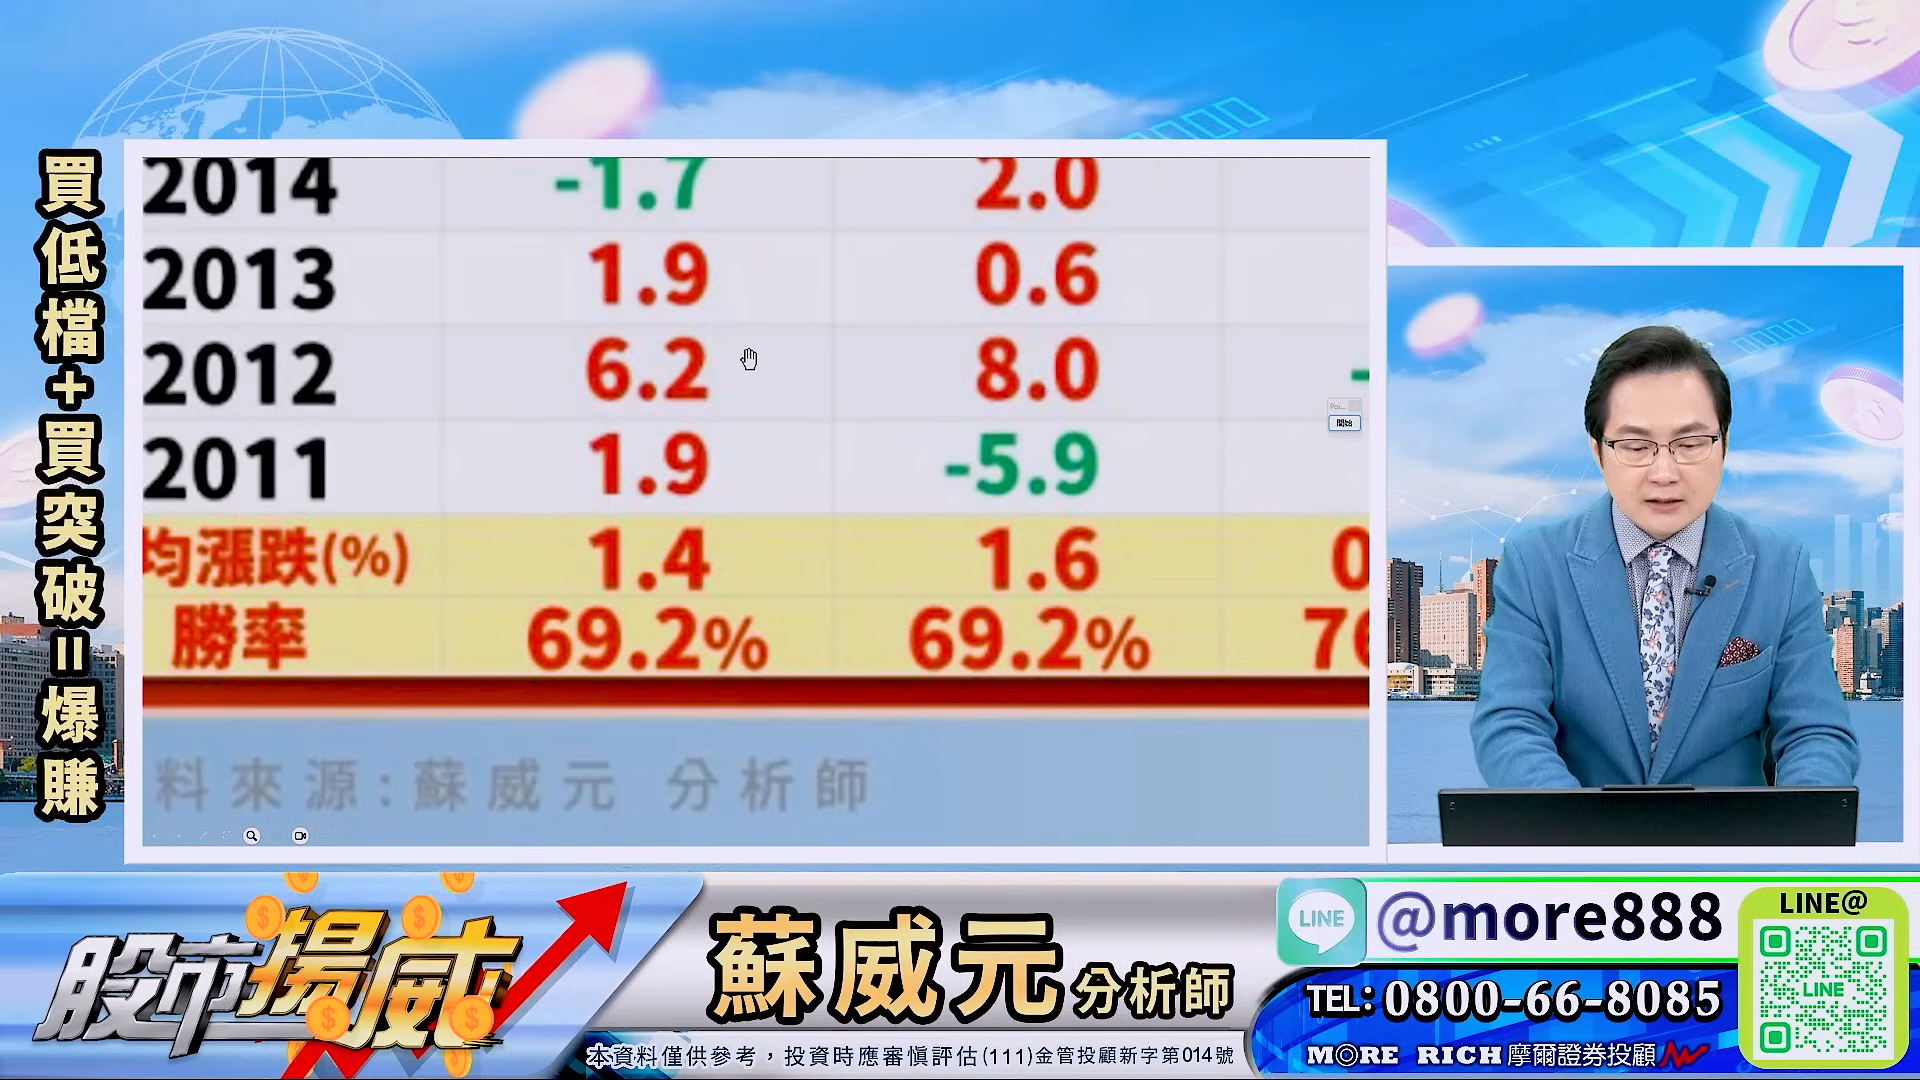 買低檔+買突破=爆賺
2014 -1.7 2.0
2013 1.9 0.6
2012 6.2 8.0
2011 1.9 -5.9
均漲跌(%) 1.4 1.6 0
勝率 69.2% 69.2% 76
料來源:蘇威元 分析師
開始
股市揚威
蘇威元 分析師
本資料僅供參考，投資時應審慎評估(111)金管投顧新字第014號
LINE @more888
TEL:0800-66-8085
MORE RICH 摩爾證券投顧
LINE@
LINE